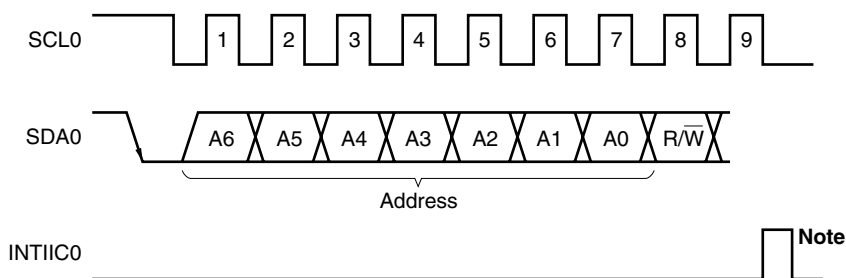 SCL0 1 2 3 4 5 6 7 8 9
SDA0 A6 A5 A4 A3 A2 A1 A0 R/W̅
Address
INTIIC0 Note